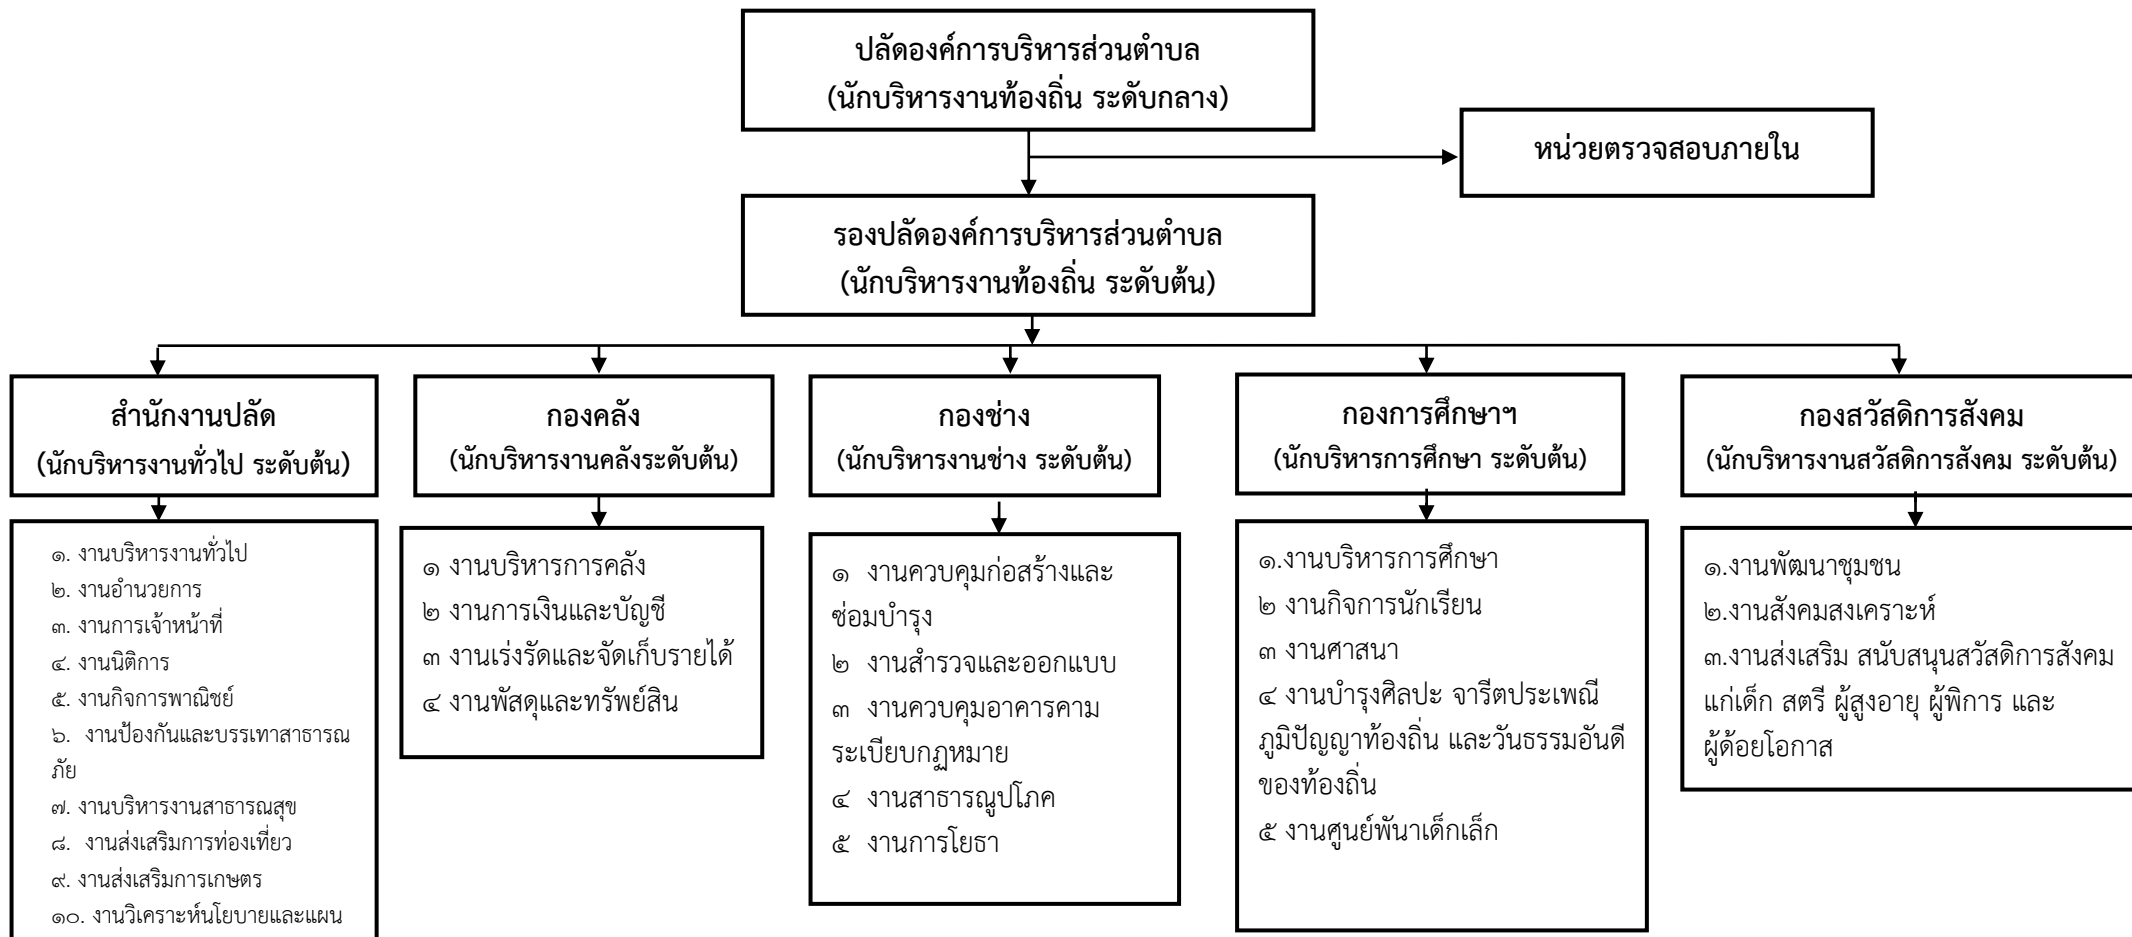 ปลัดองค์การบริหารส่วนตำบล
(นักบริหารงานท้องถิ่น ระดับกลาง)
หน่วยตรวจสอบภายใน
รองปลัดองค์การบริหารส่วนตำบล
(นักบริหารงานท้องถิ่น ระดับต้น)
สำนักงานปลัด
(นักบริหารงานทั่วไป ระดับต้น)
กองคลัง
(นักบริหารงานคลังระดับต้น)
กองช่าง
(นักบริหารงานช่าง ระดับต้น)
กองการศึกษาฯ
(นักบริหารการศึกษา ระดับต้น)
กองสวัสดิการสังคม
(นักบริหารงานสวัสดิการสังคม ระดับต้น)
๑. งานบริหารงานทั่วไป
๒. งานอำนวยการ
๓. งานการเจ้าหน้าที่
๔. งานนิติการ
๕. งานกิจการพาณิชย์
๖.  งานป้องกันและบรรเทาสาธารณ
ภัย
๗. งานบริหารงานสาธารณสุข
๘.  งานส่งเสริมการท่องเที่ยว
๙. งานส่งเสริมการเกษตร
๑๐. งานวิเคราะห์นโยบายและแผน
๑ งานบริหารการคลัง
๒ งานการเงินและบัญชี
๓ งานเร่งรัดและจัดเก็บรายได้
๔ งานพัสดุและทรัพย์สิน
๑  งานควบคุมก่อสร้างและ
ซ่อมบำรุง
๒  งานสำรวจและออกแบบ
๓  งานควบคุมอาคารคาม
ระเบียบกฎหมาย
๔  งานสาธารณูปโภค
๕  งานการโยธา
๑.งานบริหารการศึกษา
๒ งานกิจการนักเรียน
๓ งานศาสนา
๔ งานบำรุงศิลปะ จารีตประเพณี
ภูมิปัญญาท้องถิ่น และวันธรรมอันดี
ของท้องถิ่น
๕ งานศูนย์พันาเด็กเล็ก
๑.งานพัฒนาชุมชน
๒.งานสังคมสงเคราะห์
๓.งานส่งเสริม สนับสนุนสวัสดิการสังคม
แก่เด็ก สตรี ผู้สูงอายุ ผู้พิการ และ
ผู้ด้อยโอกาส